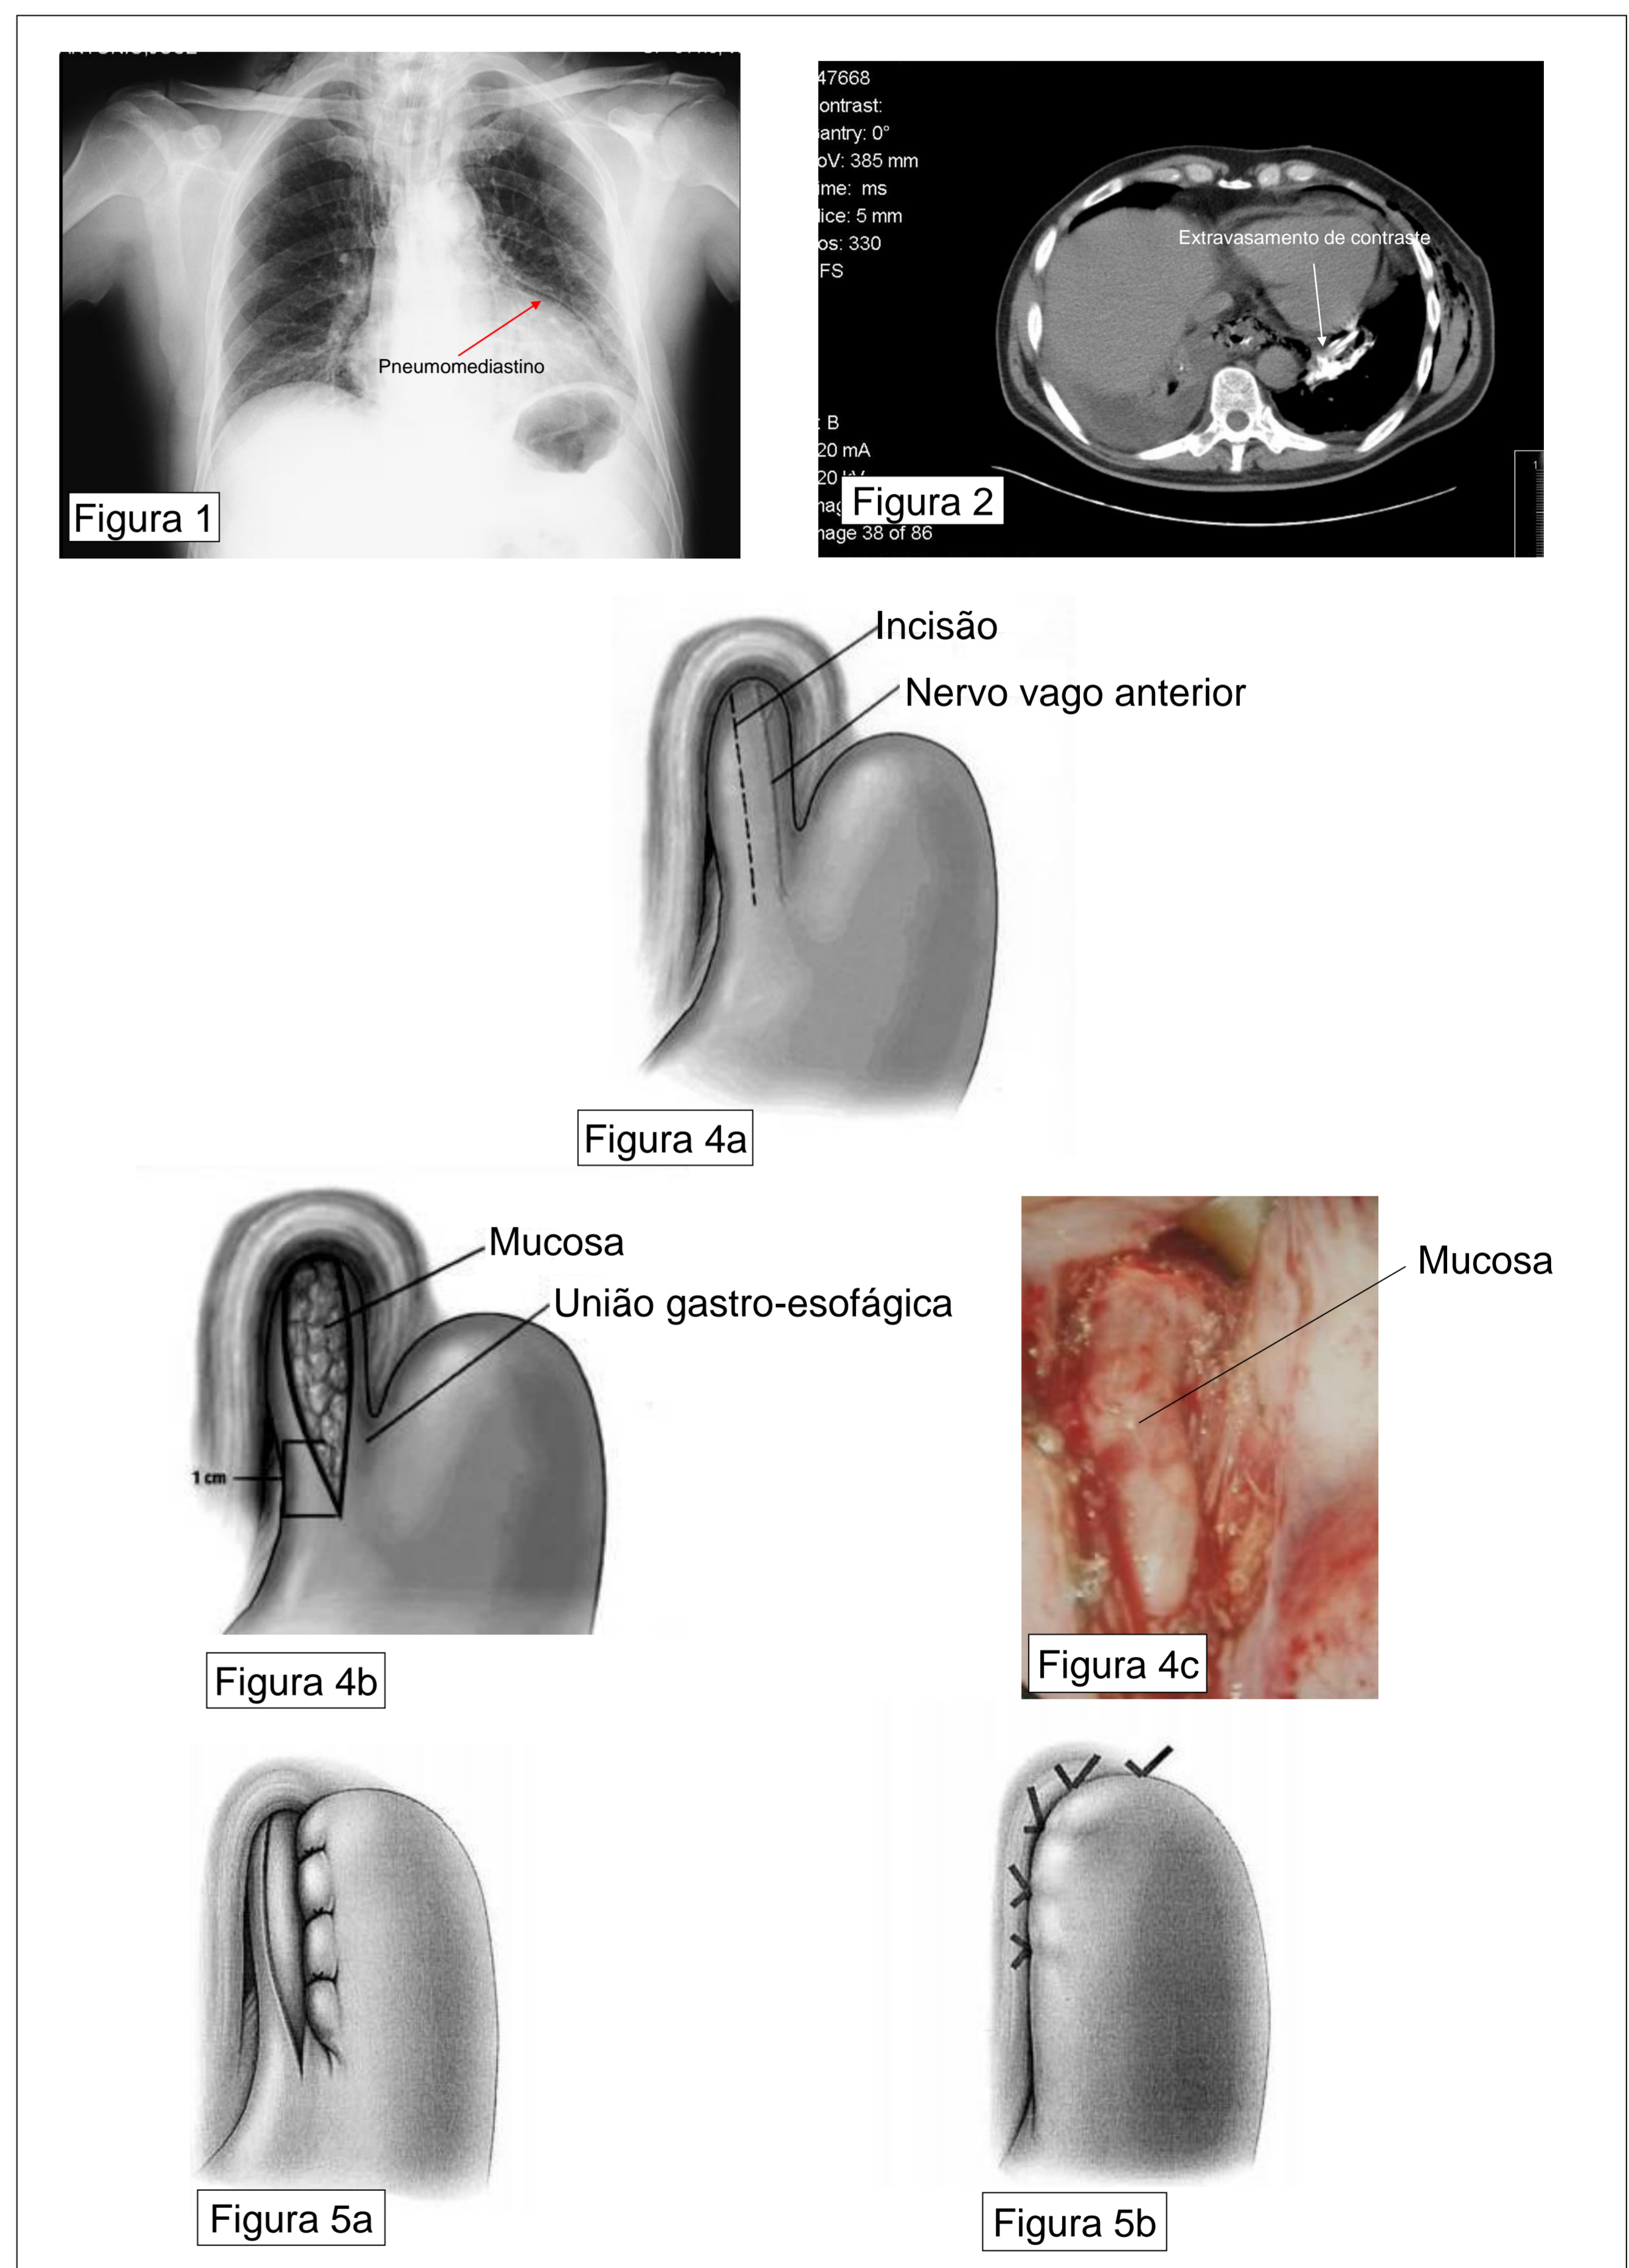 Pneumomediastino
Figura 1
47668
ontrast:
antry: 0°
oV: 385 mm
ime: ms
lice: 5 mm
os: 330
FS
Extravasamento de contraste
: B
20 mA
Figura 2
nage 38 of 86
1
Incisão
Nervo vago anterior
Figura 4a
Mucosa
União gastro-esofágica
1 cm
Figura 4b
Mucosa
Figura 4c
Figura 5a
Figura 5b